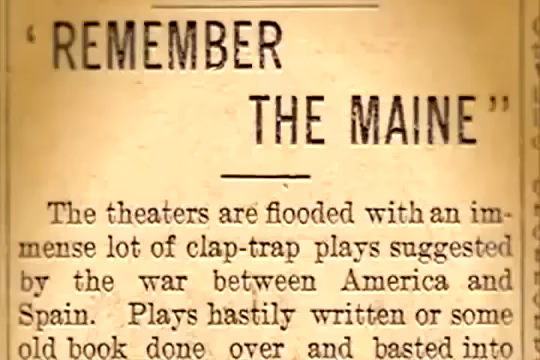 ‘REMEMBER
THE MAINE”
The theaters are flooded with an im-
mense lot of clap-trap plays suggested
by the war between America and
Spain. Plays hastily written or some
old book done over and basted into